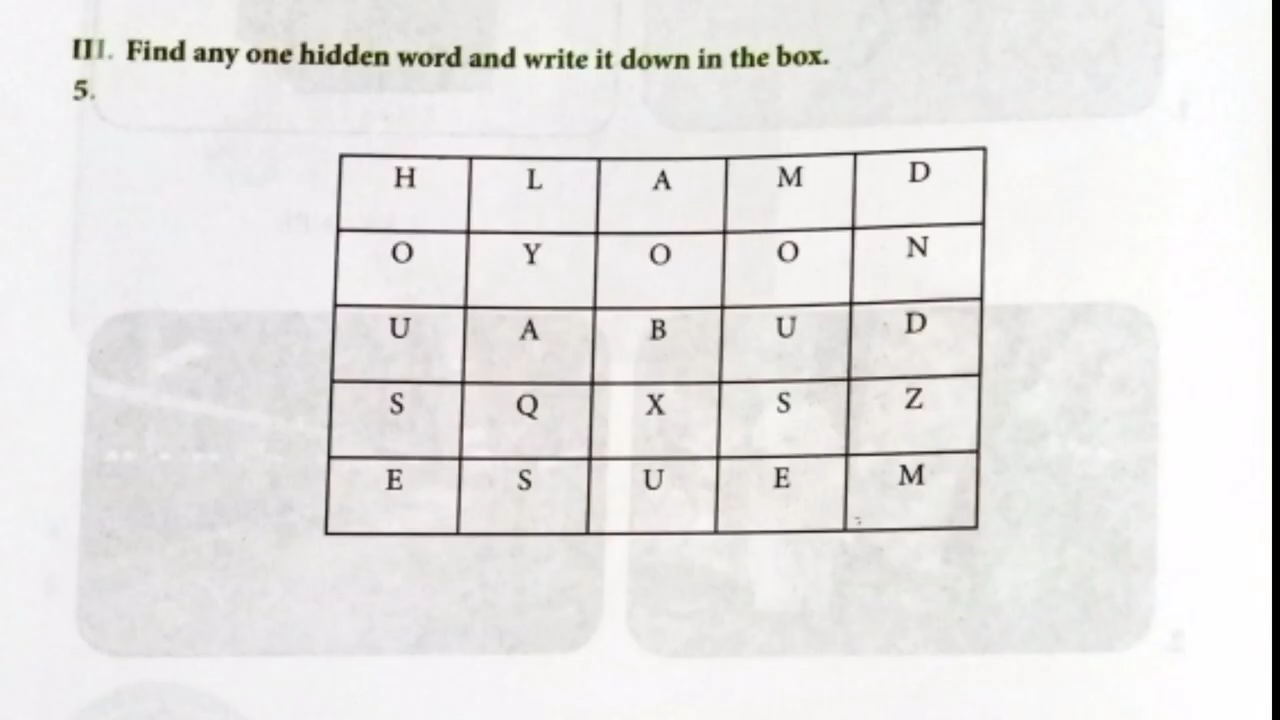 III. Find any one hidden word and write it down in the box.
5.
H L A M D
O Y O O N
U A B U D
S Q X S Z
E S U E M